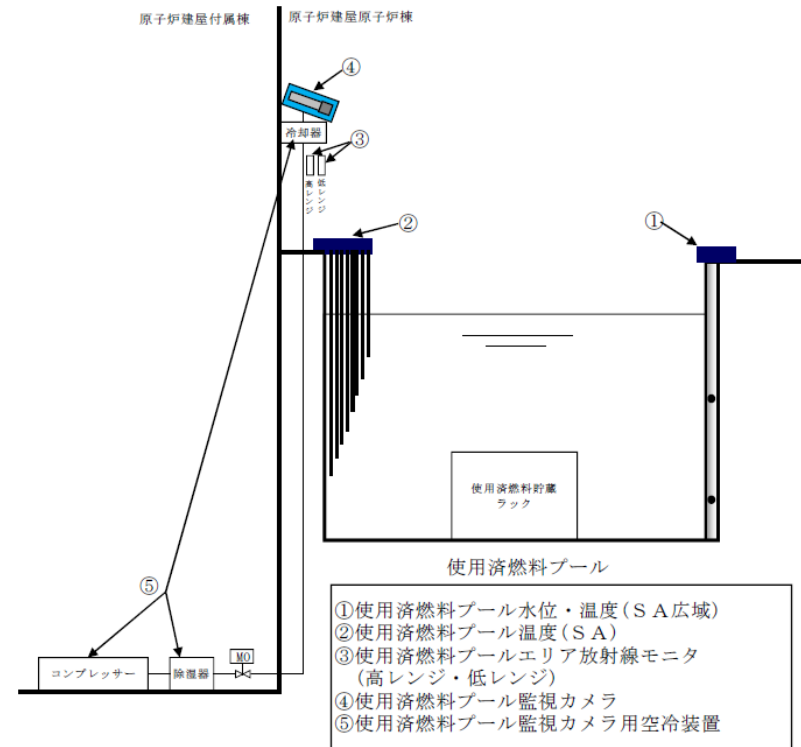 原子炉建屋付属棟
原子炉建屋原子炉棟
④
冷却器
③
高レンジ
低レンジ
②
①
使用済燃料貯蔵
ラック
使用済燃料プール
⑤
コンプレッサー
除湿器
MO
①使用済燃料プール水位・温度(SA広域)
②使用済燃料プール温度(SA)
③使用済燃料プールエリア放射線モニタ
(高レンジ・低レンジ)
④使用済燃料プール監視カメラ
⑤使用済燃料プール監視カメラ用空冷装置